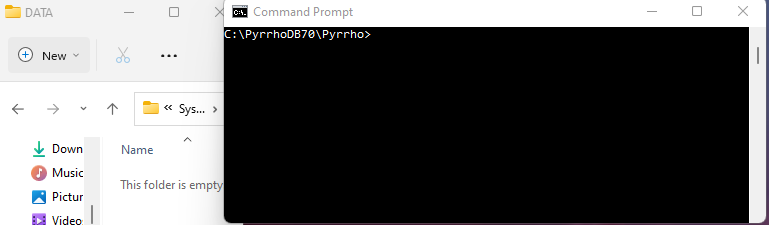 DATA
Command Prompt
C:\PyrrhoDB70\Pyrrho>
New
Sys...
Down
Music
Pictur
Video
Name
This folder is empty